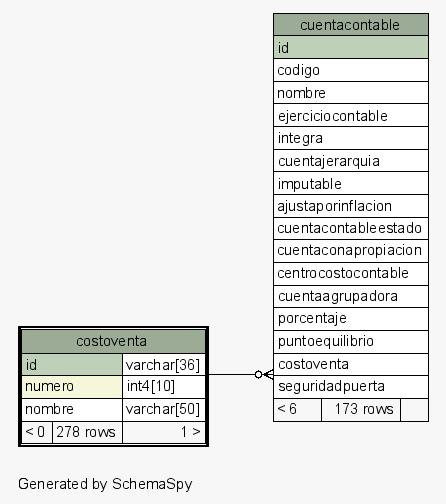 cuentacontable
id
codigo
nombre
ejerciciocontable
integra
cuentajerarquia
imputable
ajustaporinflacion
cuentacontableestado
cuentaconapropiacion
centrocostocontable
cuentaagrupadora
porcentaje
puntoequilibrio
costoventa
seguridadpuerta
< 6 173 rows
costoventa
id varchar[36]
numero int4[10]
nombre varchar[50]
< 0 278 rows 1 >
Generated by SchemaSpy